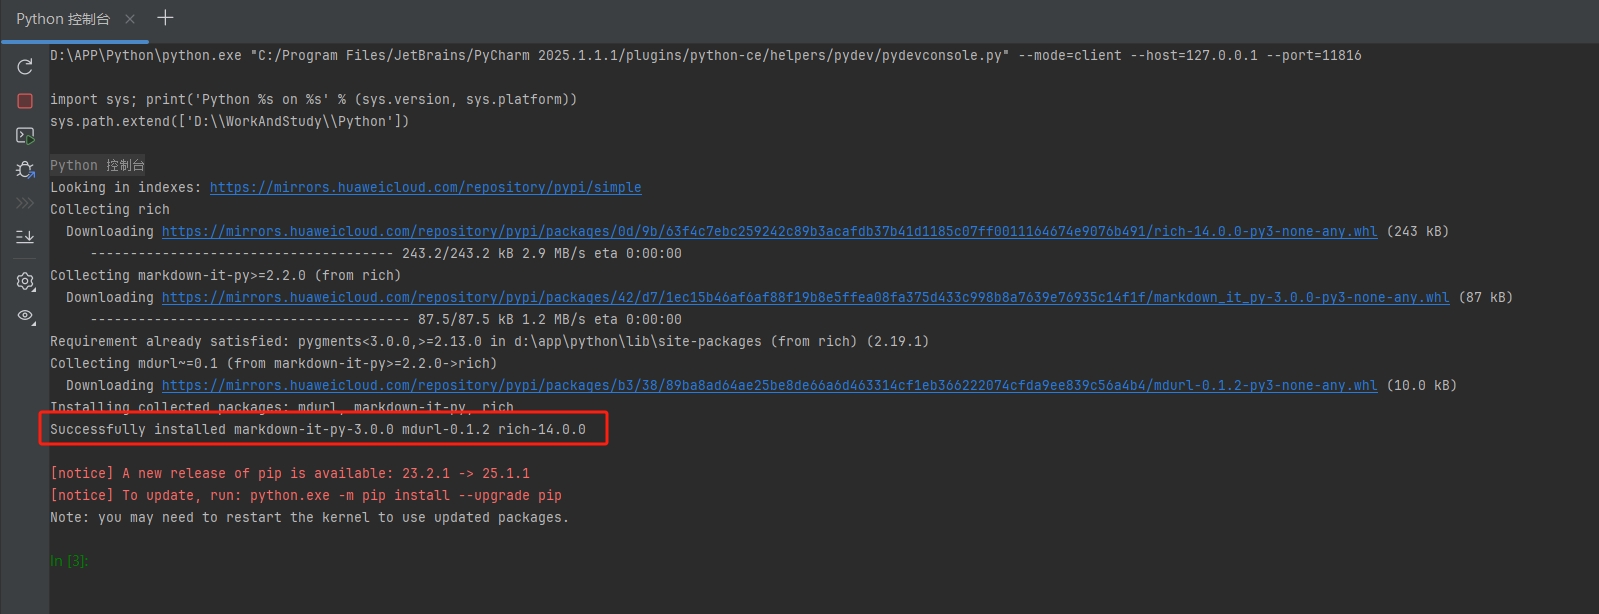 Python 控制台
D:\APP\Python\python.exe "C:/Program Files/JetBrains/PyCharm 2025.1.1.1/plugins/python-ce/helpers/pydev/pydevconsole.py" --mode=client --host=127.0.0.1 --port=11816
import sys; print('Python %s on %s' % (sys.version, sys.platform))
sys.path.extend(['D:\\WorkAndStudy\\Python'])
Python 控制台
Looking in indexes: https://mirrors.huaweicloud.com/repository/pypi/simple
Collecting rich
Downloading https://mirrors.huaweicloud.com/repository/pypi/packages/0d/9b/63f4c7ebc259242c89b3acafdb37b41d1185c07ff0011164674e9076b491/rich-14.0.0-py3-none-any.whl (243 kB)
-------------------------------------- 243.2/243.2 kB 2.9 MB/s eta 0:00:00
Collecting markdown-it-py>=2.2.0 (from rich)
Downloading https://mirrors.huaweicloud.com/repository/pypi/packages/42/d7/1ec15b46af6af88f19b8e5ffea08fa375d433c998b8a7639e76935c14f1f/markdown_it_py-3.0.0-py3-none-any.whl (87 kB)
---------------------------------------- 87.5/87.5 kB 1.2 MB/s eta 0:00:00
Requirement already satisfied: pygments<3.0.0,>=2.13.0 in d:\app\python\lib\site-packages (from rich) (2.19.1)
Collecting mdurl~=0.1 (from markdown-it-py>=2.2.0->rich)
Downloading https://mirrors.huaweicloud.com/repository/pypi/packages/b3/38/89ba8ad64ae25be8de66a6d463314cf1eb366222074cfda9ee839c56a4b4/mdurl-0.1.2-py3-none-any.whl (10.0 kB)
Installing collected packages: mdurl, markdown-it-py, rich
Successfully installed markdown-it-py-3.0.0 mdurl-0.1.2 rich-14.0.0
[notice] A new release of pip is available: 23.2.1 -> 25.1.1
[notice] To update, run: python.exe -m pip install --upgrade pip
Note: you may need to restart the kernel to use updated packages.
In [3]: